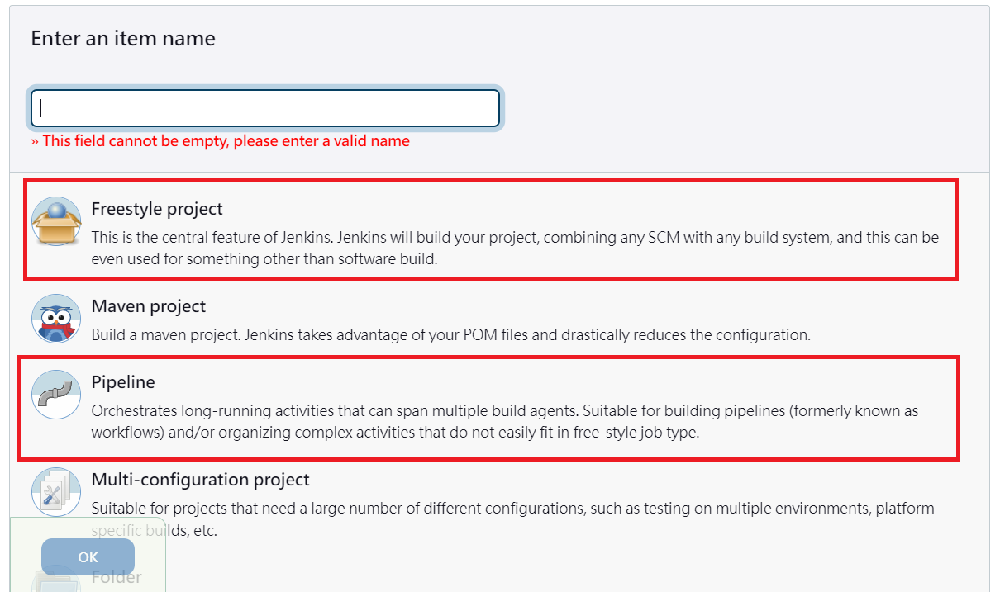 Enter an item name
» This field cannot be empty, please enter a valid name
Freestyle project
This is the central feature of Jenkins. Jenkins will build your project, combining any SCM with any build system, and this can be
even used for something other than software build.
Maven project
Build a maven project. Jenkins takes advantage of your POM files and drastically reduces the configuration.
Pipeline
Orchestrates long-running activities that can span multiple build agents. Suitable for building pipelines (formerly known as
workflows) and/or organizing complex activities that do not easily fit in free-style job type.
Multi-configuration project
Suitable for projects that need a large number of different configurations, such as testing on multiple environments, platform-
specific builds, etc.
OK
Folder